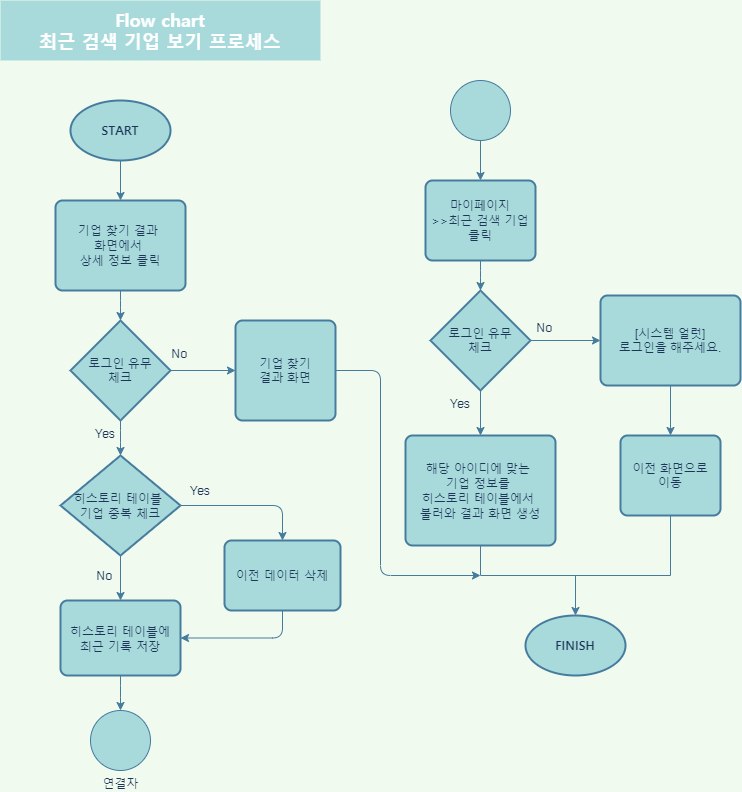 Flow chart
최근 검색 기업 보기 프로세스
START
기업 찾기 결과
화면에서
상세 정보 클릭
로그인 유무
체크
No
기업 찾기
결과 화면
Yes
히스토리 테이블
기업 중복 체크
Yes
이전 데이터 삭제
No
히스토리 테이블에
최근 기록 저장
연결자
마이페이지
>>최근 검색 기업
클릭
로그인 유무
체크
No
[시스템 얼럿]
로그인을 해주세요.
이전 화면으로
이동
Yes
해당 아이디에 맞는
기업 정보를
히스토리 테이블에서
불러와 결과 화면 생성
FINISH